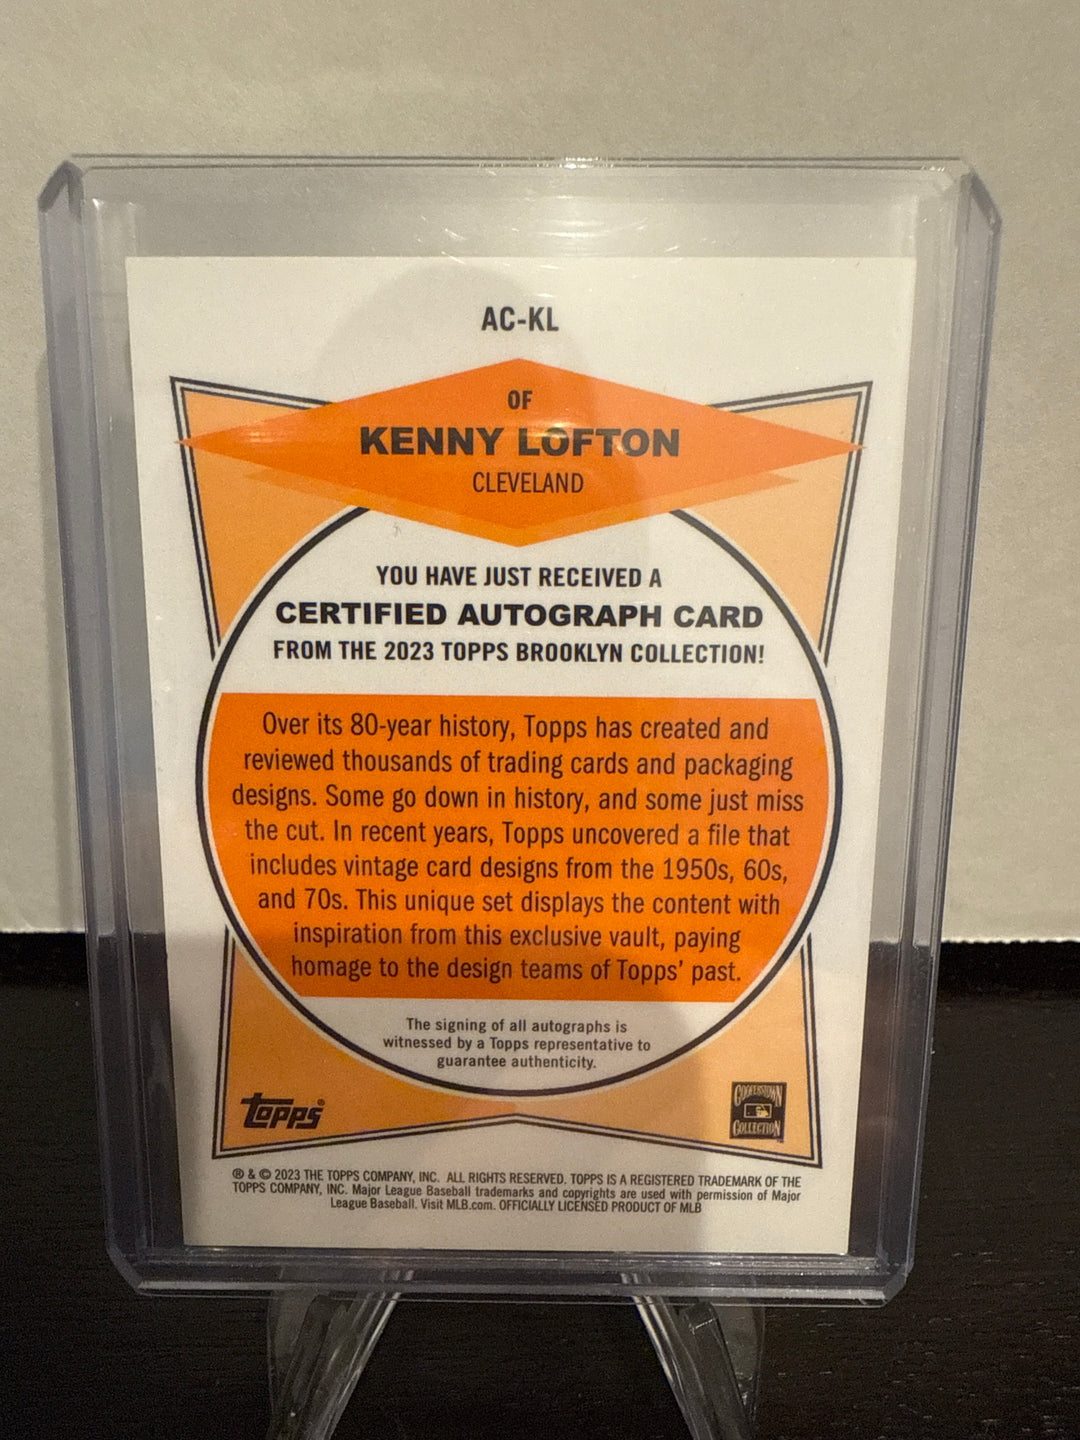 AC-KL
OF
KENNY LOFTON
CLEVELAND
YOU HAVE JUST RECEIVED A
CERTIFIED AUTOGRAPH CARD
FROM THE 2023 TOPPS BROOKLYN COLLECTION!
Over its 80-year history, Topps has created and
reviewed thousands of trading cards and packaging
designs. Some go down in history, and some just miss
the cut. In recent years, Topps uncovered a file that
includes vintage card designs from the 1950s, 60s,
and 70s. This unique set displays the content with
inspiration from this exclusive vault, paying
homage to the design teams of Topps' past.
The signing of all autographs is
witnessed by a Topps representative to
guarantee authenticity.
TOPPS®
COOPERSTOWN
COLLECTION
® & © 2023 THE TOPPS COMPANY, INC. ALL RIGHTS RESERVED. TOPPS IS A REGISTERED TRADEMARK OF THE
TOPPS COMPANY, INC. Major League Baseball trademarks and copyrights are used with permission of Major
League Baseball. Visit MLB.com. OFFICIALLY LICENSED PRODUCT OF MLB